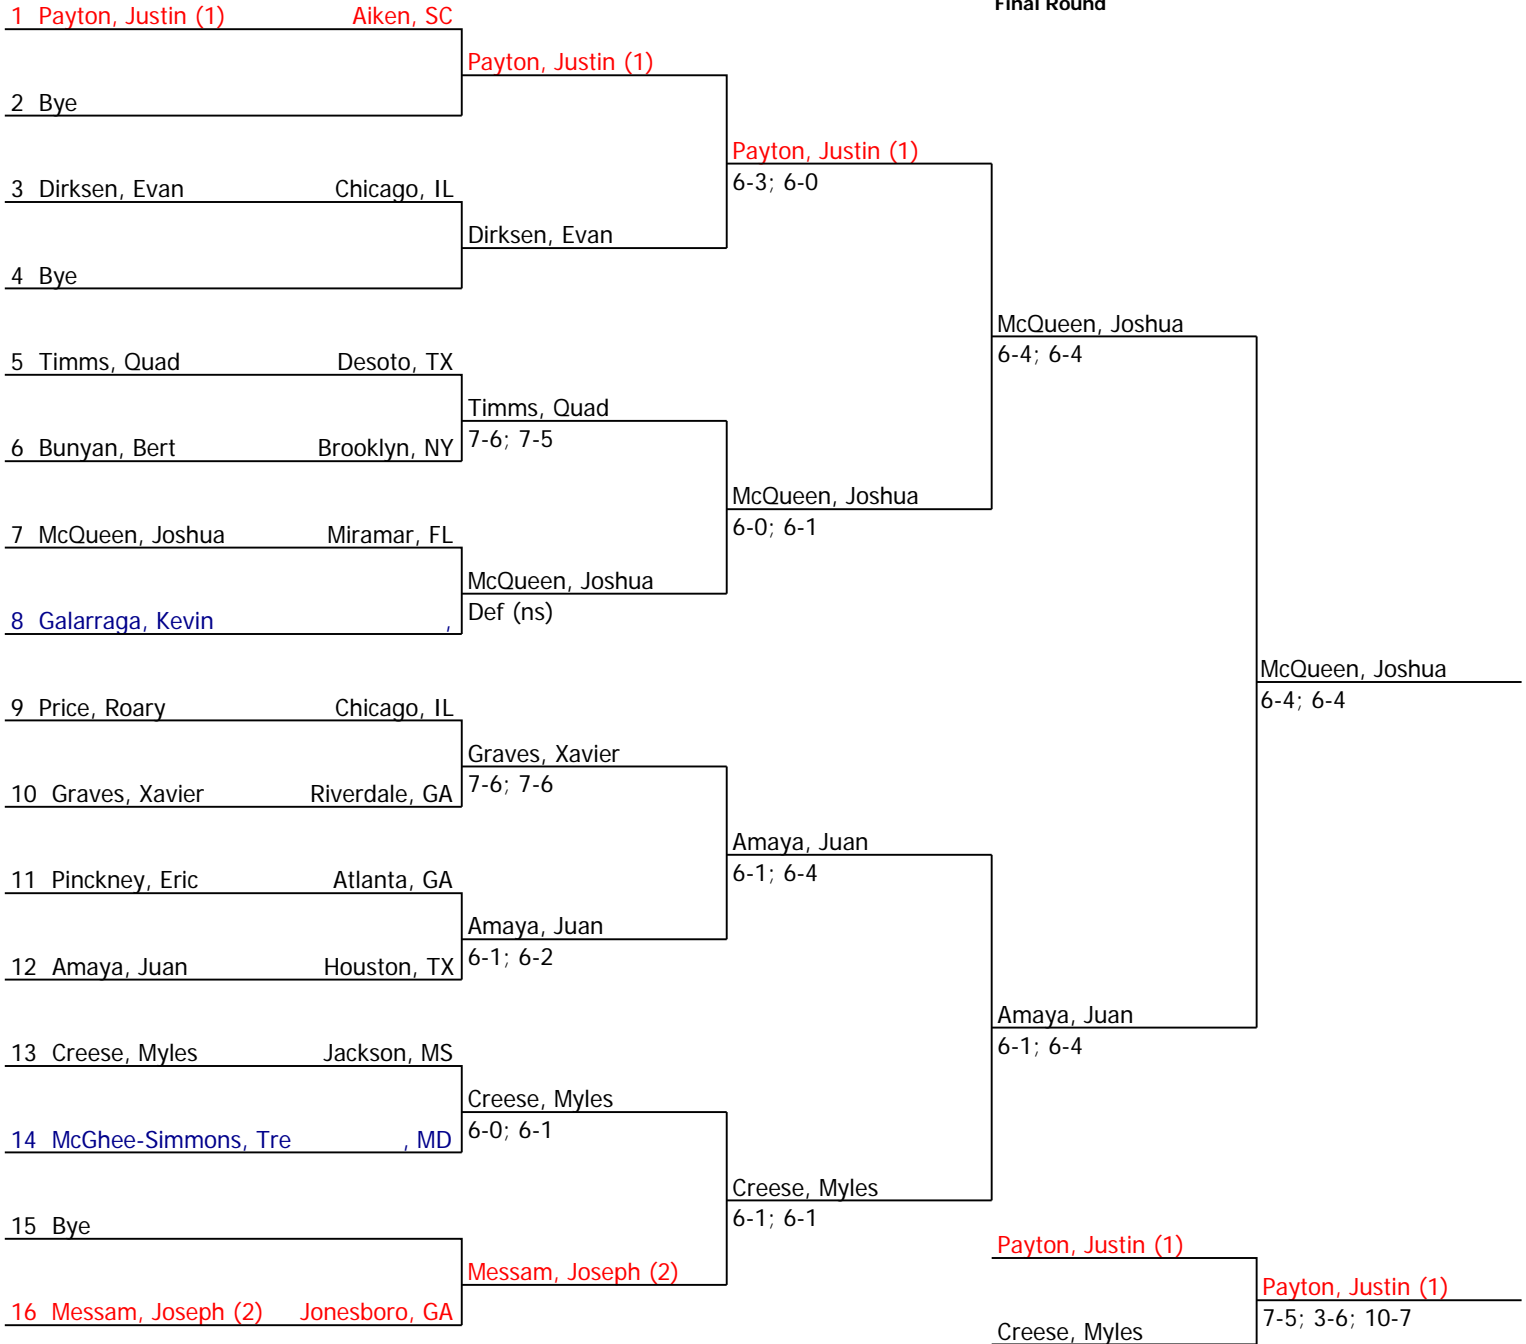 Final Round
1 Payton, Justin (1) Aiken, SC
Payton, Justin (1)
2 Bye
Payton, Justin (1)
6-3; 6-0
3 Dirksen, Evan Chicago, IL
Dirksen, Evan
4 Bye
McQueen, Joshua
6-4; 6-4
5 Timms, Quad Desoto, TX
Timms, Quad
7-6; 7-5
6 Bunyan, Bert Brooklyn, NY
McQueen, Joshua
6-0; 6-1
7 McQueen, Joshua Miramar, FL
McQueen, Joshua
Def (ns)
8 Galarraga, Kevin ,
McQueen, Joshua
6-4; 6-4
9 Price, Roary Chicago, IL
Graves, Xavier
7-6; 7-6
10 Graves, Xavier Riverdale, GA
Amaya, Juan
6-1; 6-4
11 Pinckney, Eric Atlanta, GA
Amaya, Juan
6-1; 6-2
12 Amaya, Juan Houston, TX
Amaya, Juan
6-1; 6-4
13 Creese, Myles Jackson, MS
Creese, Myles
6-0; 6-1
14 McGhee-Simmons, Tre , MD
Creese, Myles
6-1; 6-1
15 Bye
Messam, Joseph (2)
16 Messam, Joseph (2) Jonesboro, GA
Payton, Justin (1)
Payton, Justin (1)
7-5; 3-6; 10-7
Creese, Myles